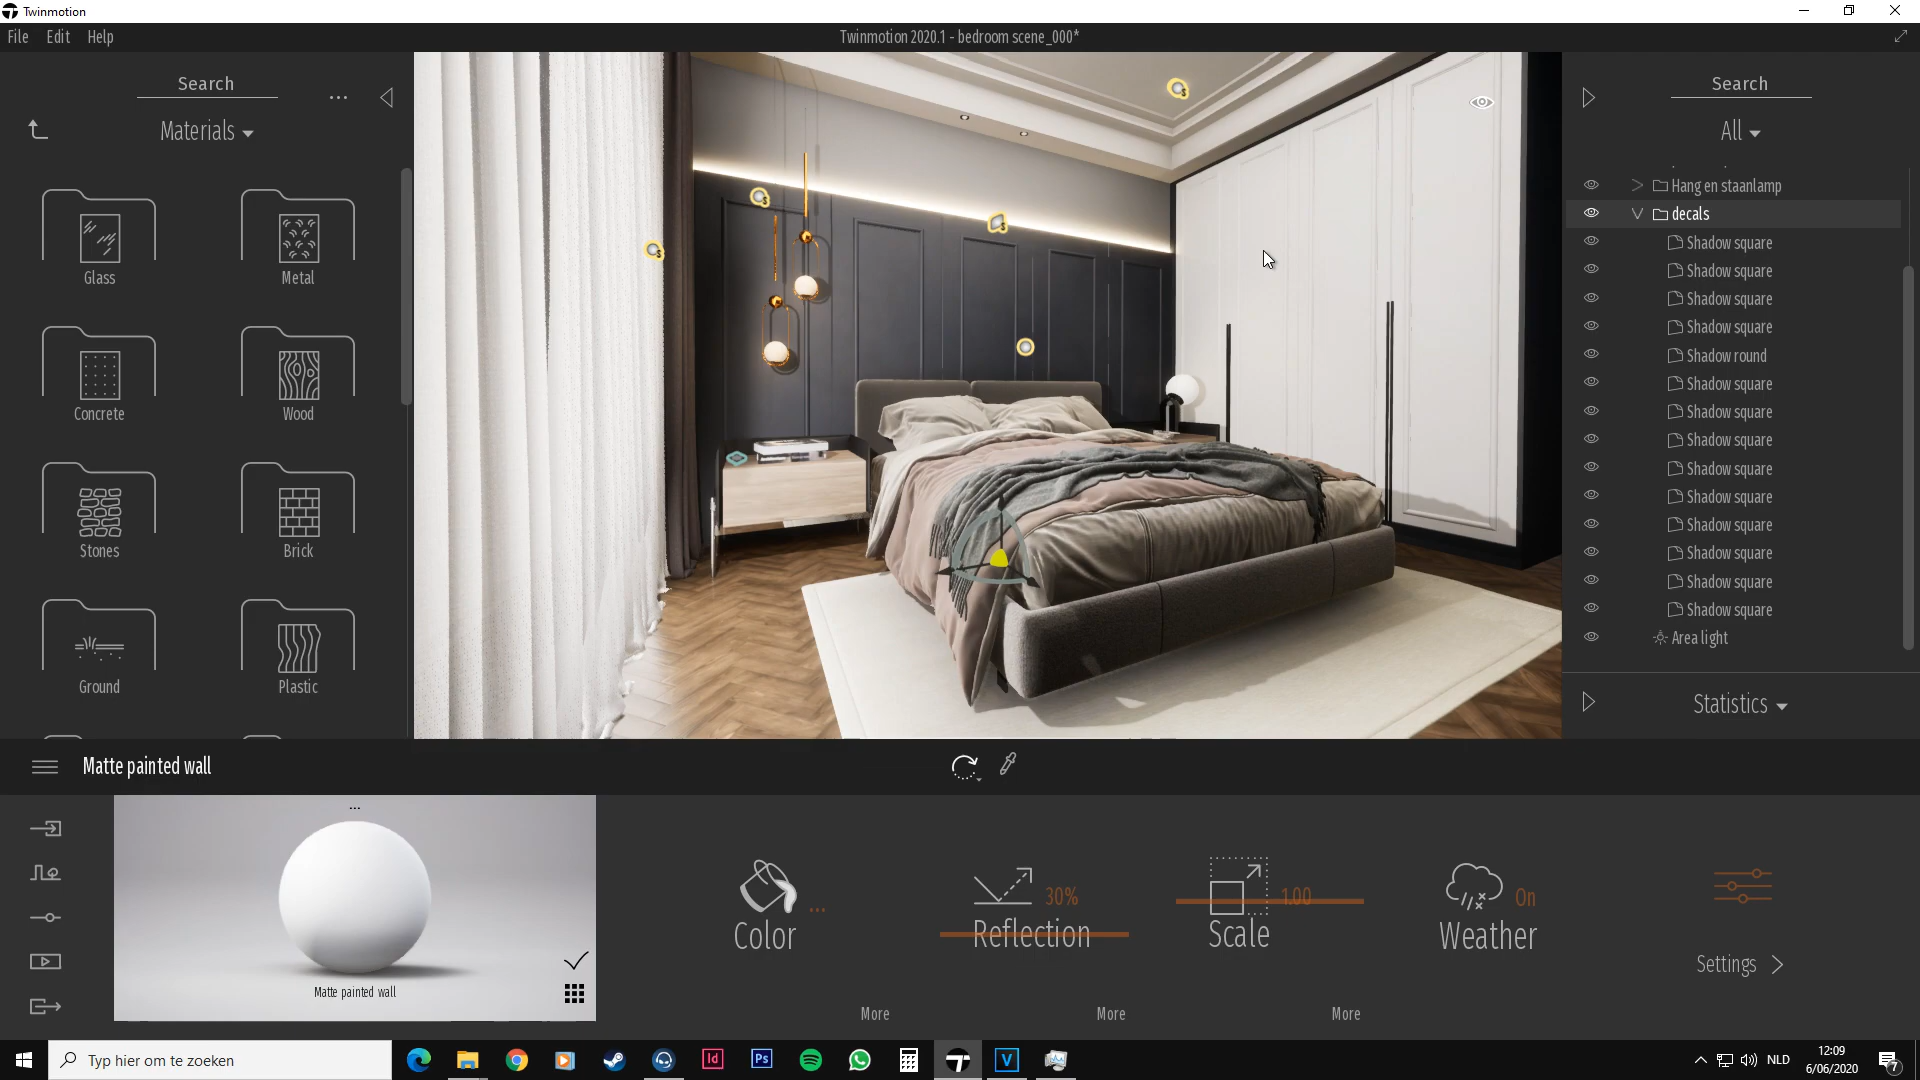 Twinmotion
File Edit Help
Twinmotion 2020.1 - bedroom scene_000*
Search
...
Materials
Glass
Metal
Concrete
Wood
Stones
Brick
Ground
Plastic
Search
All
Hang en staanlamp
decals
Shadow square
Shadow square
Shadow square
Shadow square
Shadow round
Shadow square
Shadow square
Shadow square
Shadow square
Shadow square
Shadow square
Shadow square
Shadow square
Shadow square
Area light
Statistics
Matte painted wall
...
Matte painted wall
Color ...
More
Reflection 30%
More
Scale 1.00
More
Weather On
Settings
Typ hier om te zoeken
Id
Ps
V
NLD
12:09
6/06/2020
7